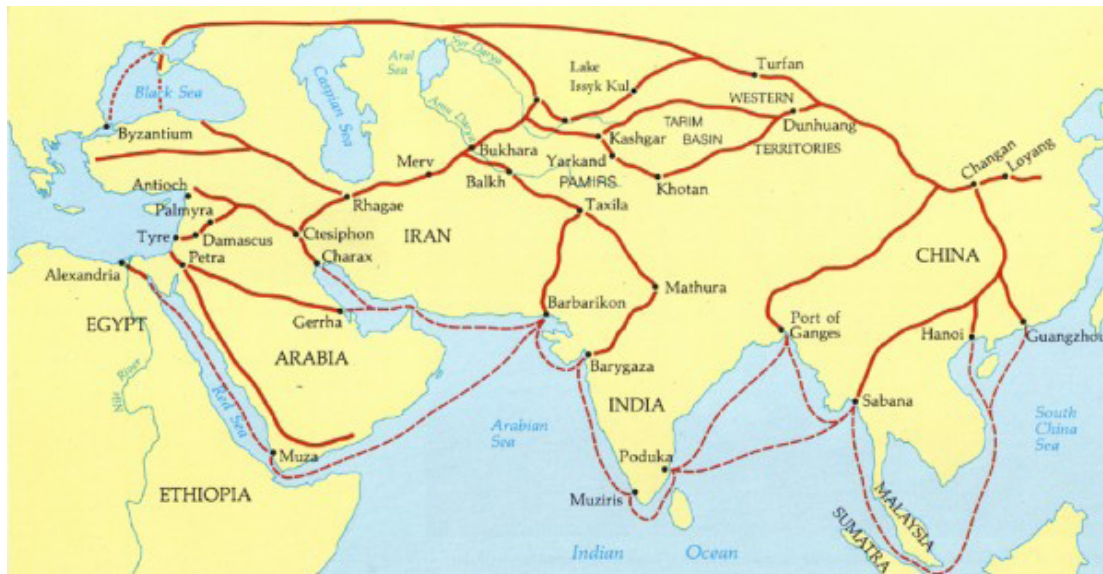 Black Sea
Byzantium
Caspian Sea
Aral
Sea
Syr Darya
Amu Darya
Lake
Issyk Kul
Turfan
WESTERN
TERRITORIES
TARIM
BASIN
Dunhuang
Kashgar
Yarkand
PAMIRS
Khotan
Bukhara
Merv
Balkh
Taxila
Changan
Loyang
Antioch
Palmyra
Tyre
Damascus
Rhagae
Ctesiphon
IRAN
Charax
Petra
Alexandria
EGYPT
Nile River
Gerrha
ARABIA
Red Sea
Muza
ETHIOPIA
Barbarikon
Mathura
Barygaza
INDIA
Poduka
Muziris
Arabian
Sea
CHINA
Port of
Ganges
Hanoi
Guangzhou
Sabana
South
China
Sea
MALAYSIA
SUMATRA
Indian Ocean